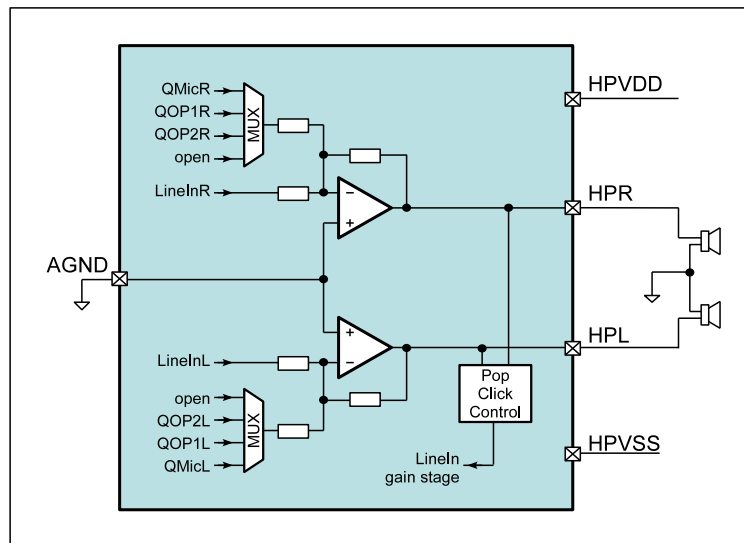 HPVDD
QMicR
QOP1R
QOP2R
open
MUX
LineInR
−
+
HPR
AGND
+
−
LineInL
HPL
open
QOP2L
QOP1L
QMicL
MUX
Pop
Click
Control
LineIn
gain stage
HPVSS